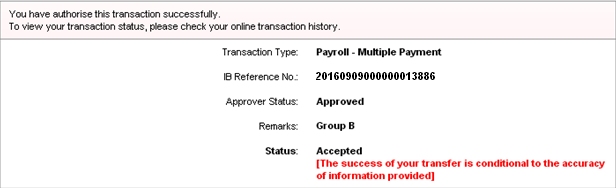 You have authorise this transaction successfully.
To view your transaction status, please check your online transaction history.
Transaction Type: Payroll - Multiple Payment
IB Reference No.: 20160909000000013886
Approver Status: Approved
Remarks: Group B
Status: Accepted
[The success of your transfer is conditional to the accuracy
of information provided]